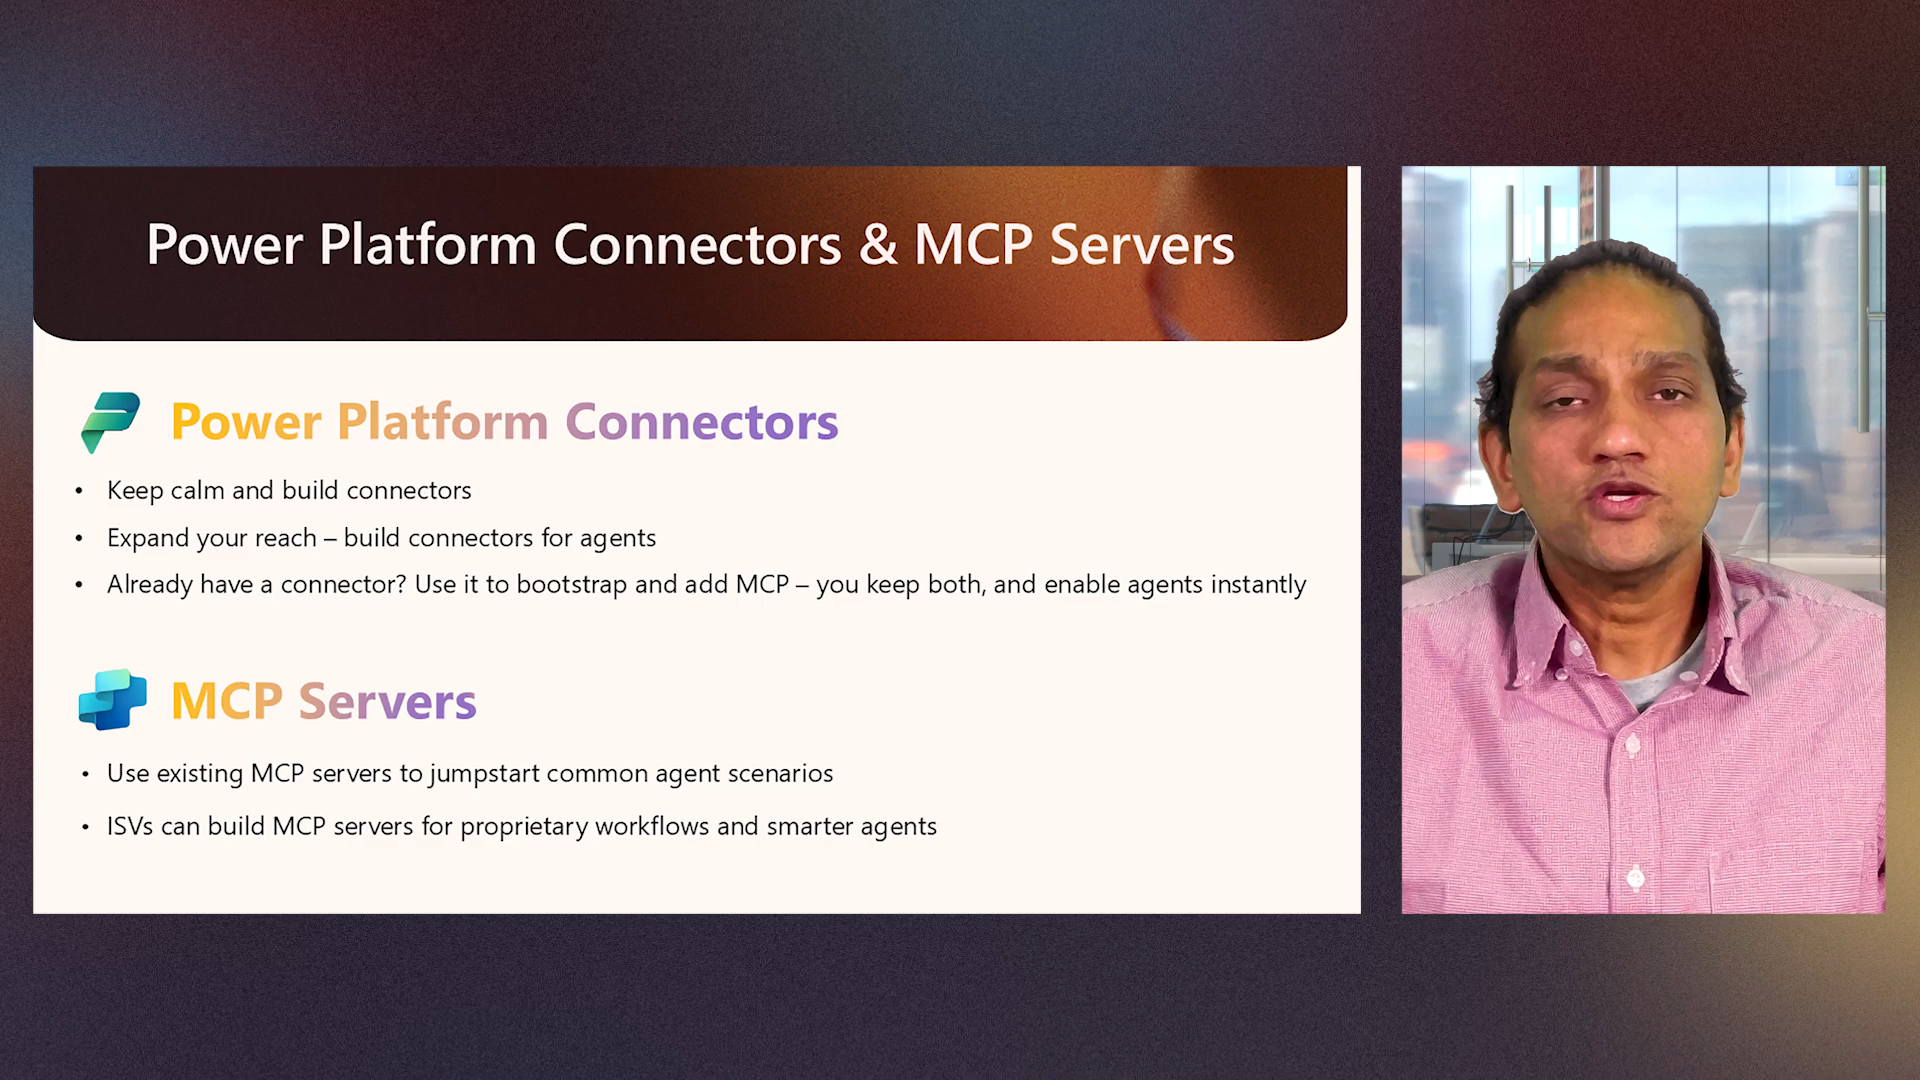 Power Platform Connectors & MCP Servers
Power Platform Connectors
• Keep calm and build connectors
• Expand your reach – build connectors for agents
• Already have a connector? Use it to bootstrap and add MCP – you keep both, and enable agents instantly
MCP Servers
• Use existing MCP servers to jumpstart common agent scenarios
• ISVs can build MCP servers for proprietary workflows and smarter agents